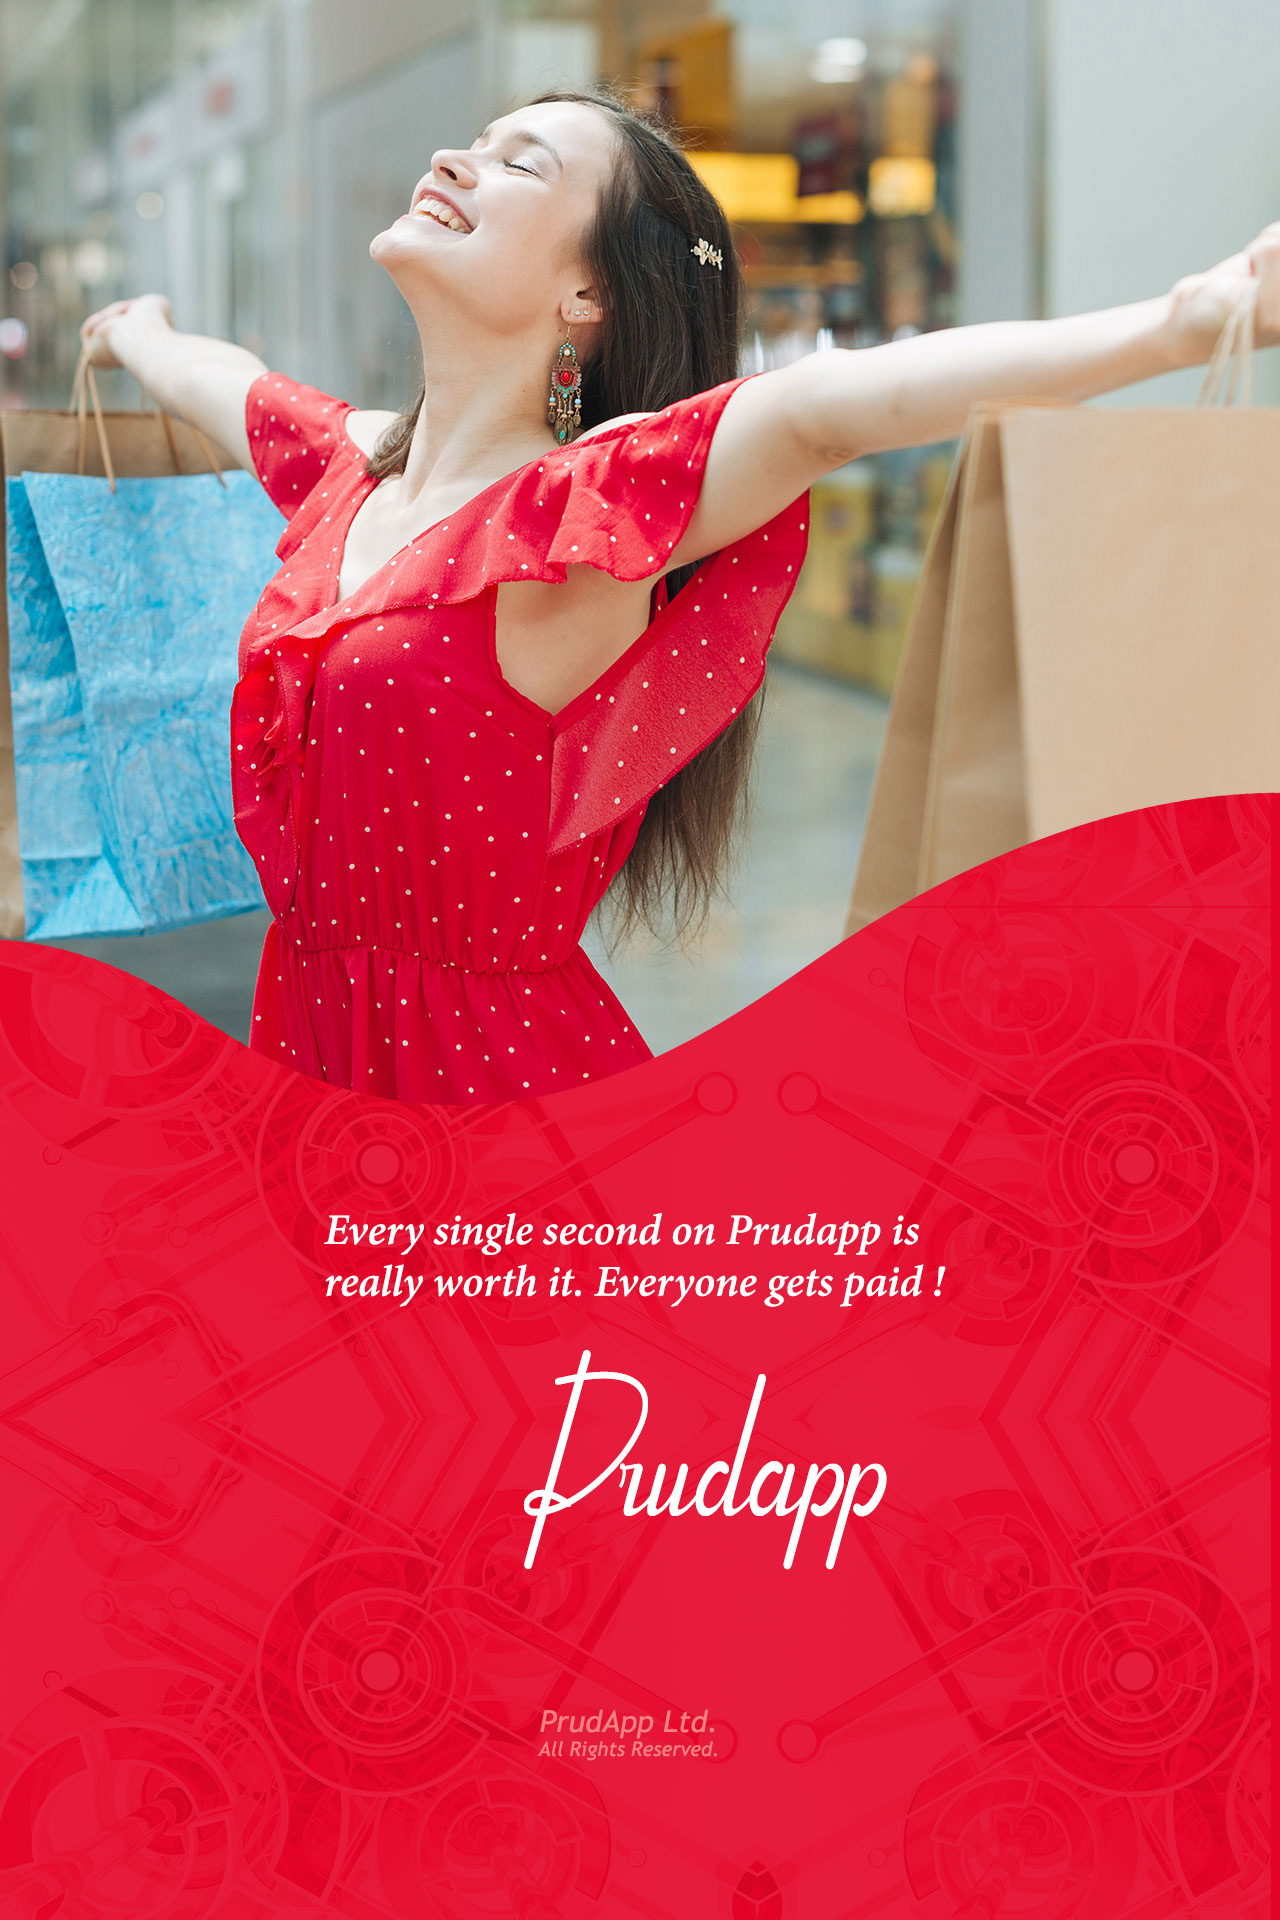 Every single second on Prudapp is
really worth it. Everyone gets paid !
Prudapp
PrudApp Ltd.
All Rights Reserved.